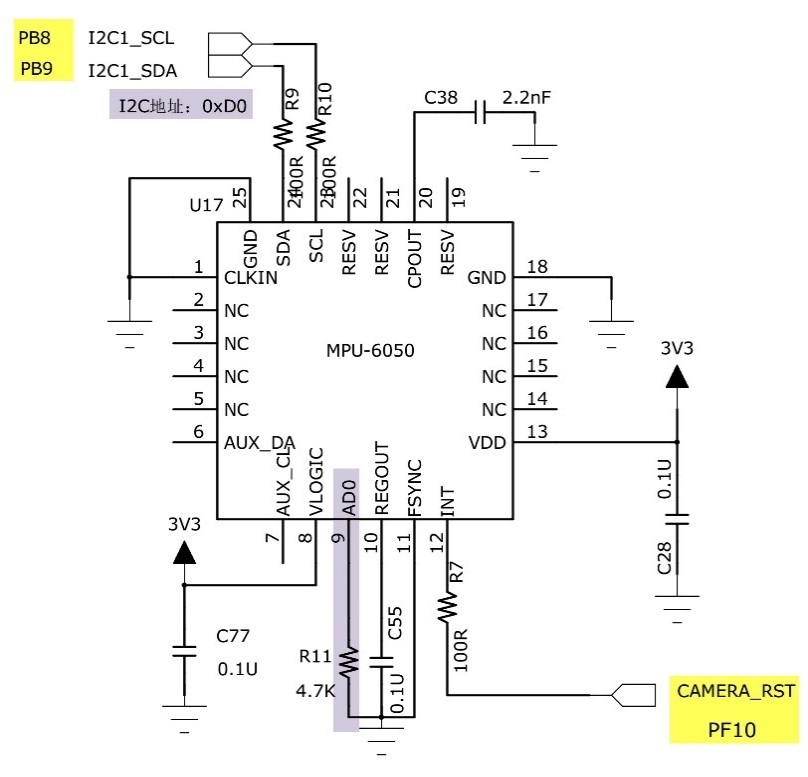 PB8 I2C1_SCL
PB9 I2C1_SDA
I2C地址：0xD0
R9
R10
100R
100R
C38 2.2nF
U17
25
24
23
22
21
20
19
GND
SDA
SCL
RESV
RESV
CPOUT
RESV
1 CLKIN
2 NC
3 NC
4 NC
5 NC
6 AUX_DA
GND 18
NC 17
NC 16
NC 15
NC 14
VDD 13
MPU-6050
3V3
0.1U
C28
AUX_CL
VLOGIC
AD0
REGOUT
FSYNC
INT
7
8
9
10
11
12
3V3
C77
0.1U
R11
4.7K
C55
0.1U
R7
100R
CAMERA_RST
PF10